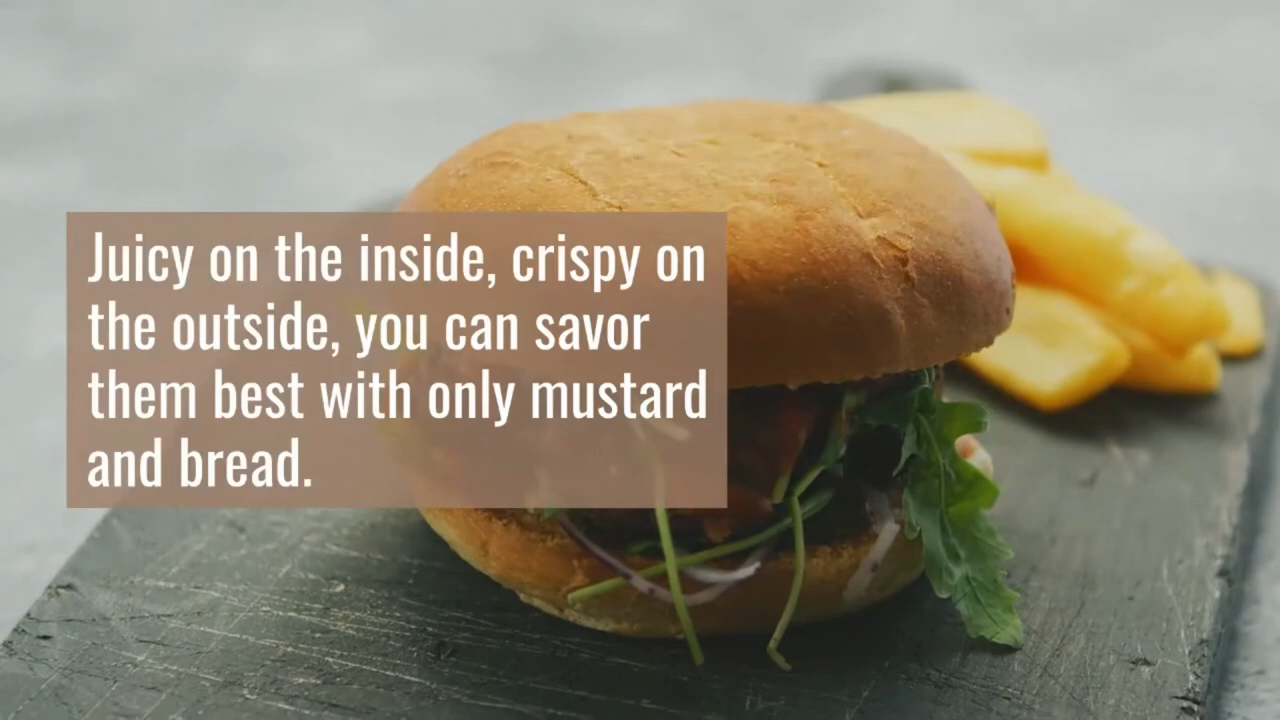 Juicy on the inside, crispy on
the outside, you can savor
them best with only mustard
and bread.